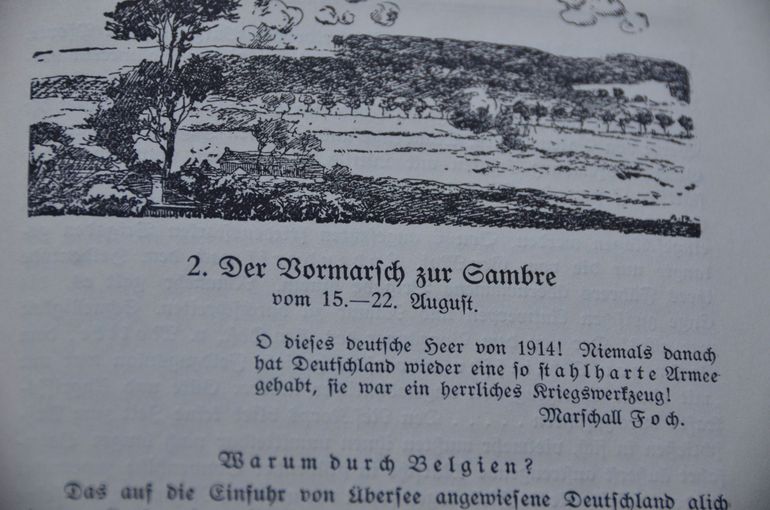 2. Der Vormarſch zur Sambre
vom 15.—22. Auguſt.
O dieſes deutſche Heer von 1914! Niemals danach
hat Deutſchland wieder eine ſo ſtahlharte Armee
gehabt, ſie war ein herrliches Kriegswerkzeug!
Marſchall Foch.
Warum durch Belgien?
Das auf die Einfuhr von Überſee angewieſene Deutſchland glich